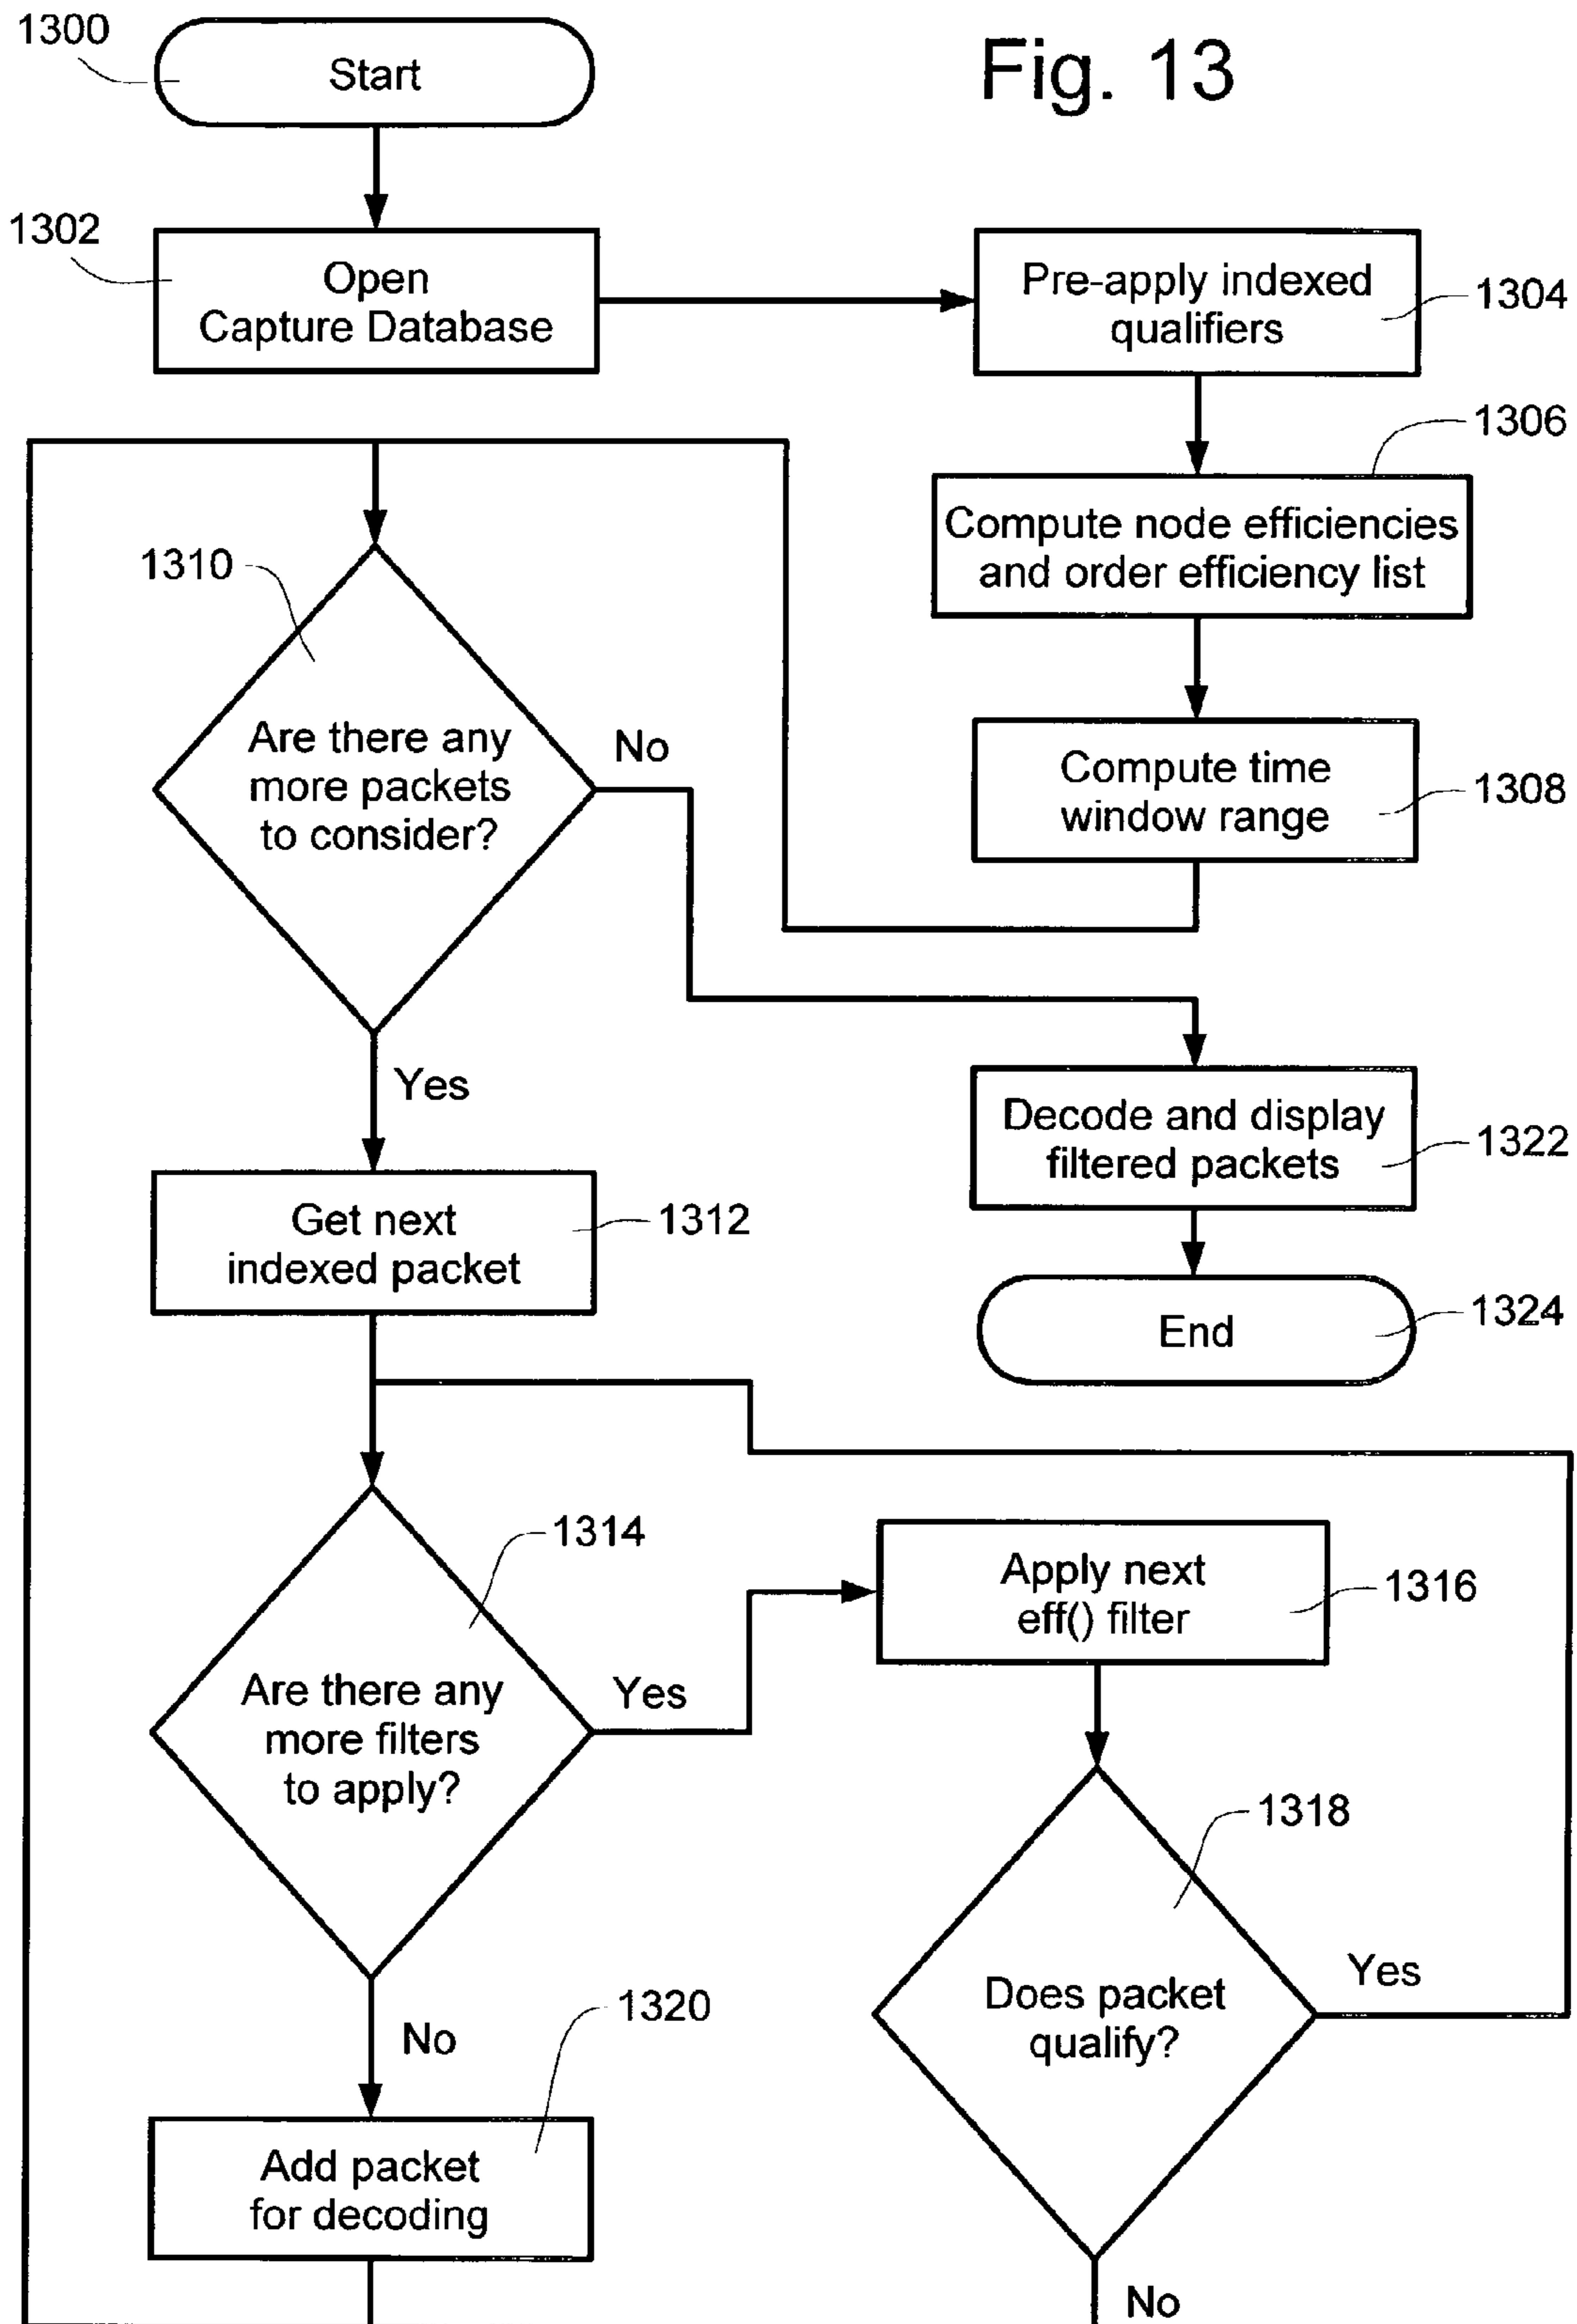 Fig. 13
1300
Start
1302
Open
Capture Database
Pre-apply indexed
qualifiers
1304
1306
Compute node efficiencies
and order efficiency list
Compute time
window range
1308
1310
Are there any
more packets
to consider?
No
Yes
Decode and display
filtered packets
1322
End
1324
Get next
indexed packet
1312
1314
Are there any
more filters
to apply?
Yes
No
Apply next
eff() filter
1316
1318
Does packet
qualify?
Yes
No
1320
Add packet
for decoding